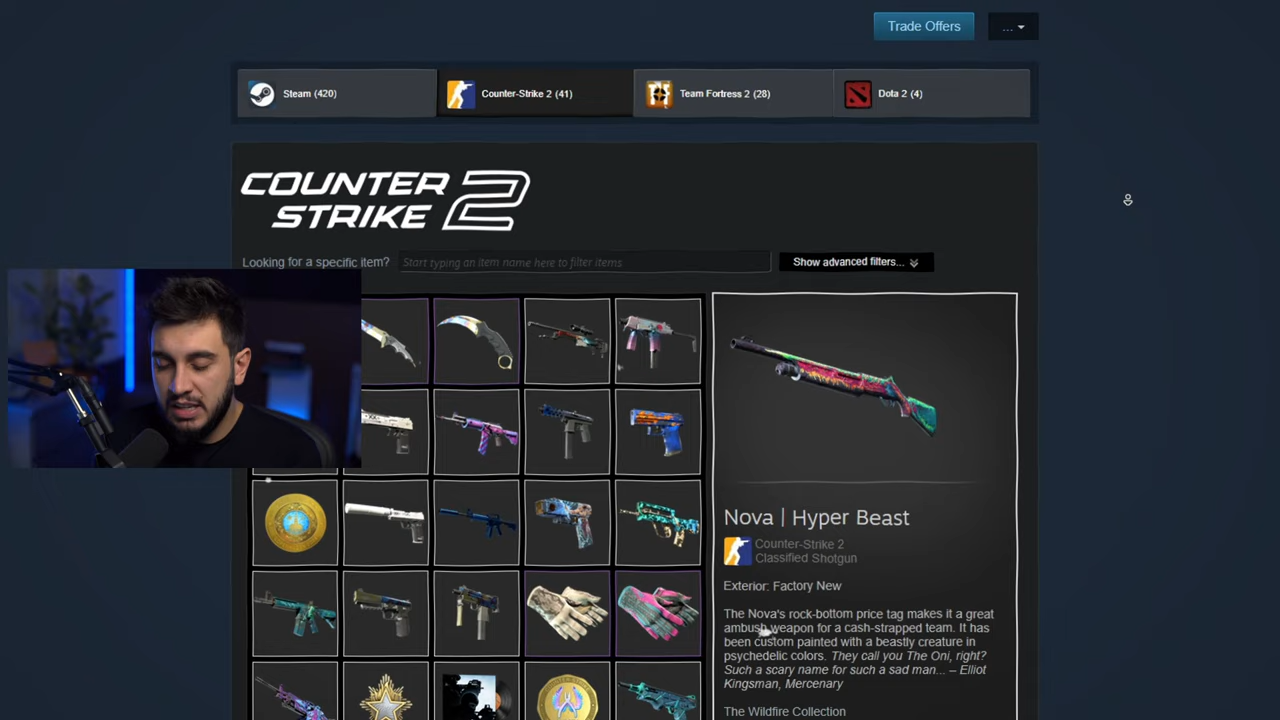 Trade Offers
...
Steam (420)
Counter-Strike 2 (41)
Team Fortress 2 (28)
Dota 2 (4)
COUNTER
STRIKE 2
Looking for a specific item?
Start typing an item name here to filter items
Show advanced filters...
Nova | Hyper Beast
Counter-Strike 2
Classified Shotgun
Exterior: Factory New
The Nova's rock-bottom price tag makes it a great
ambush weapon for a cash-strapped team. It has
been custom painted with a beastly creature in
psychedelic colors. They call you The Oni, right?
Such a scary name for such a sad man... – Elliot
Kingsman, Mercenary
The Wildfire Collection